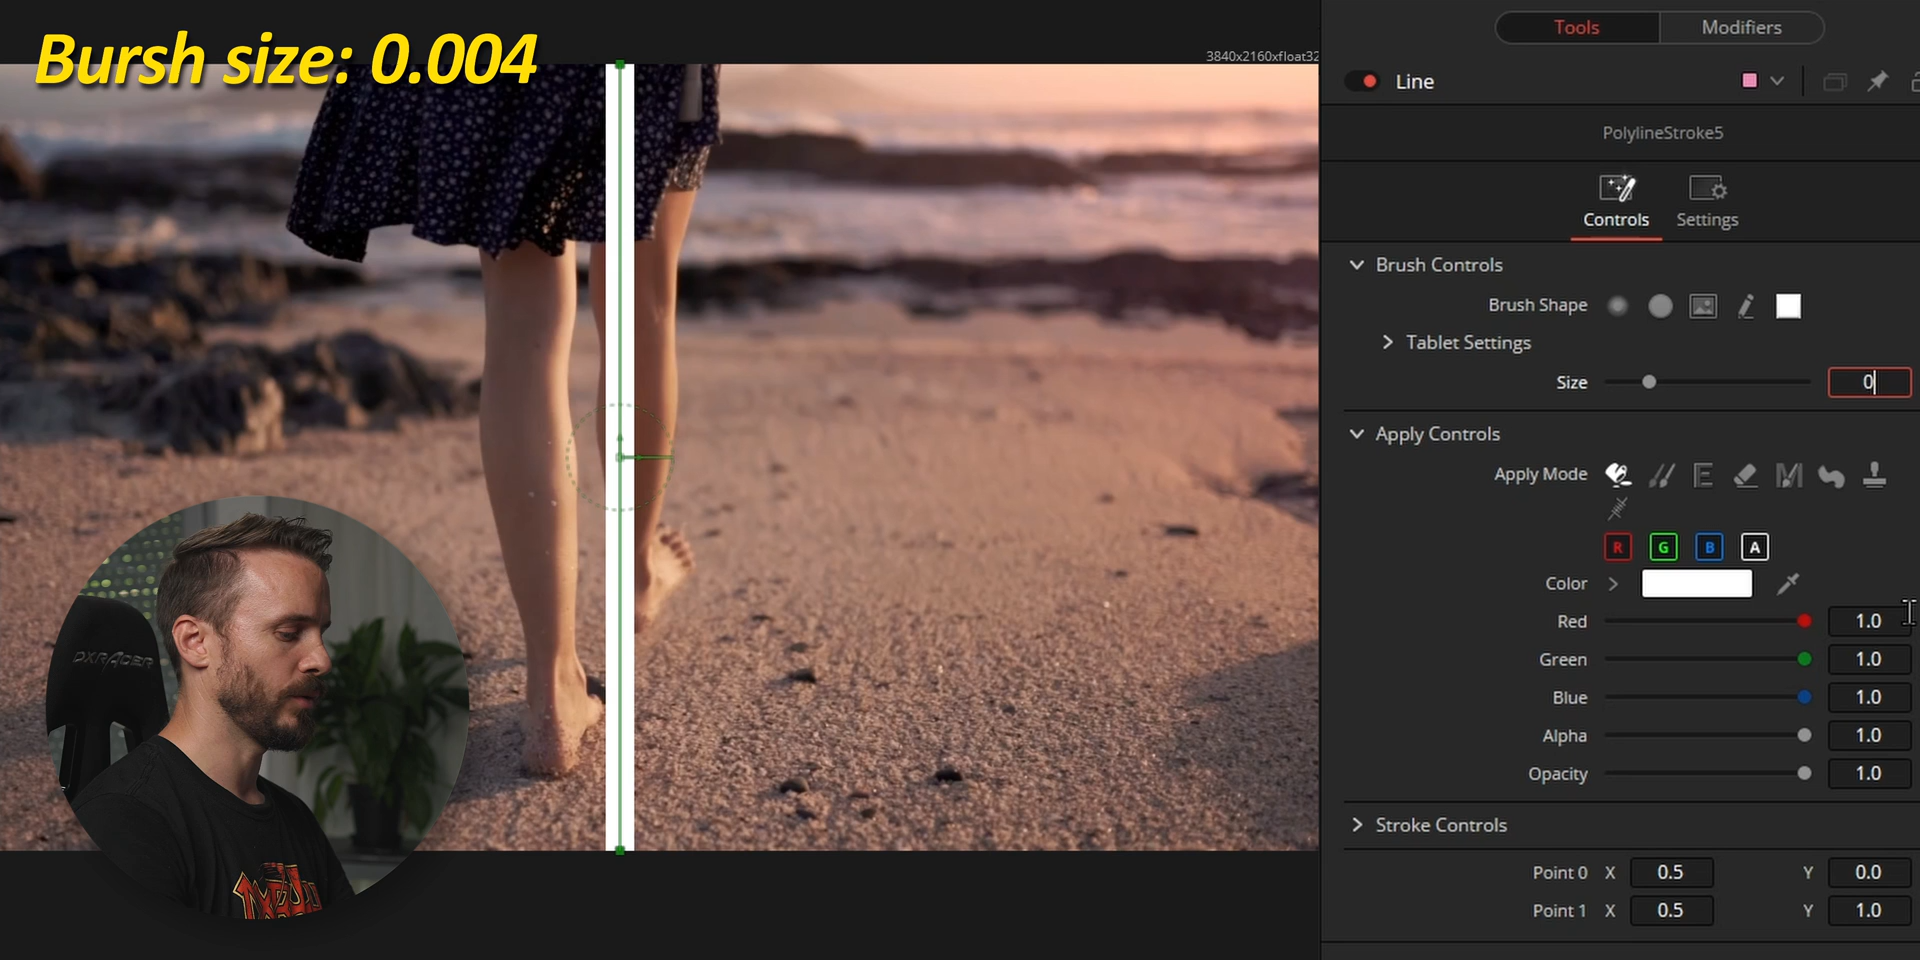 Bursh size: 0.004
3840x2160xfloat32
Tools
Modifiers
Line
PolylineStroke5
Controls
Settings
Brush Controls
Brush Shape
Tablet Settings
Size
0
Apply Controls
Apply Mode
R G B A
Color
Red 1.0
Green 1.0
Blue 1.0
Alpha 1.0
Opacity 1.0
Stroke Controls
Point 0 X 0.5 Y 0.0
Point 1 X 0.5 Y 1.0
DXRACER